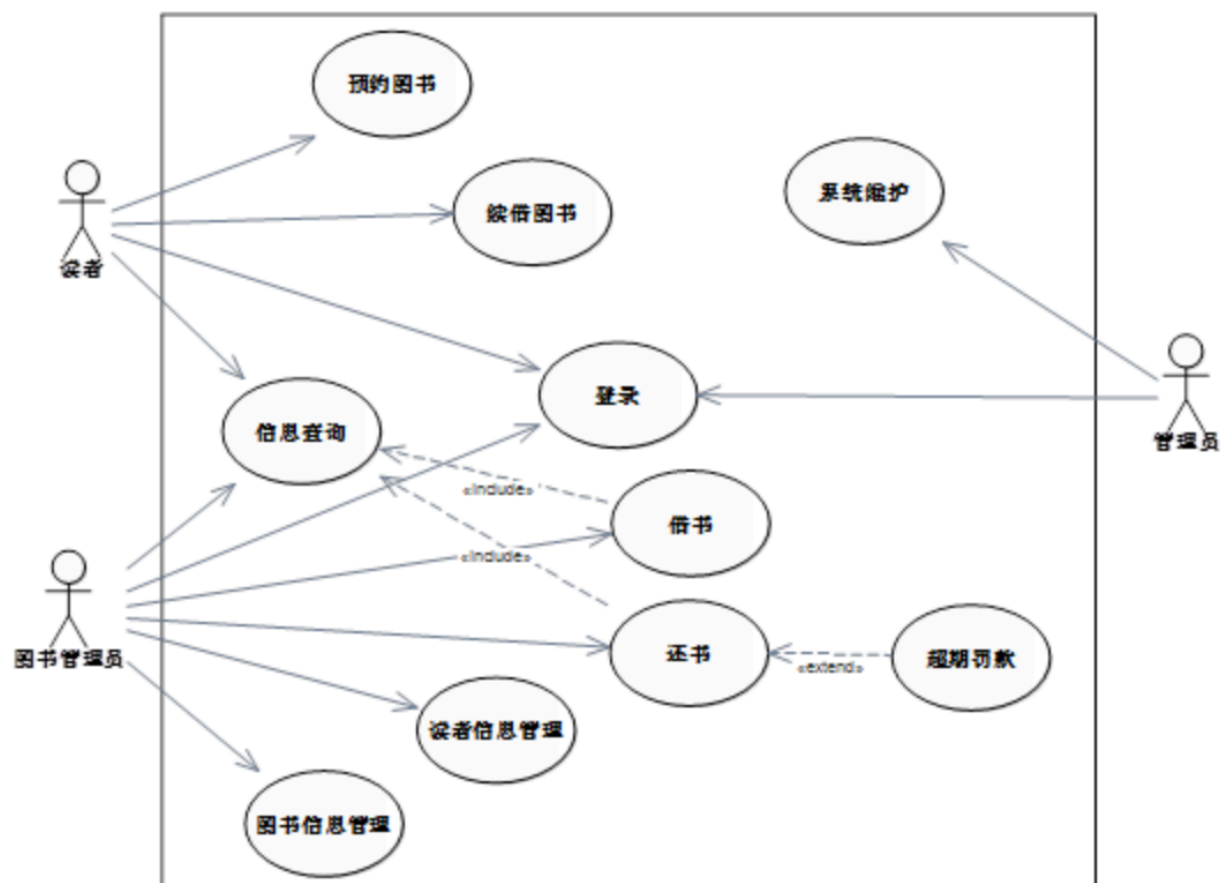 预约图书
续借图书
系统维护
读者
登录
管理员
信息查询
«include»
借书
«include»
图书管理员
还书
超期罚款
«extend»
读者信息管理
图书信息管理